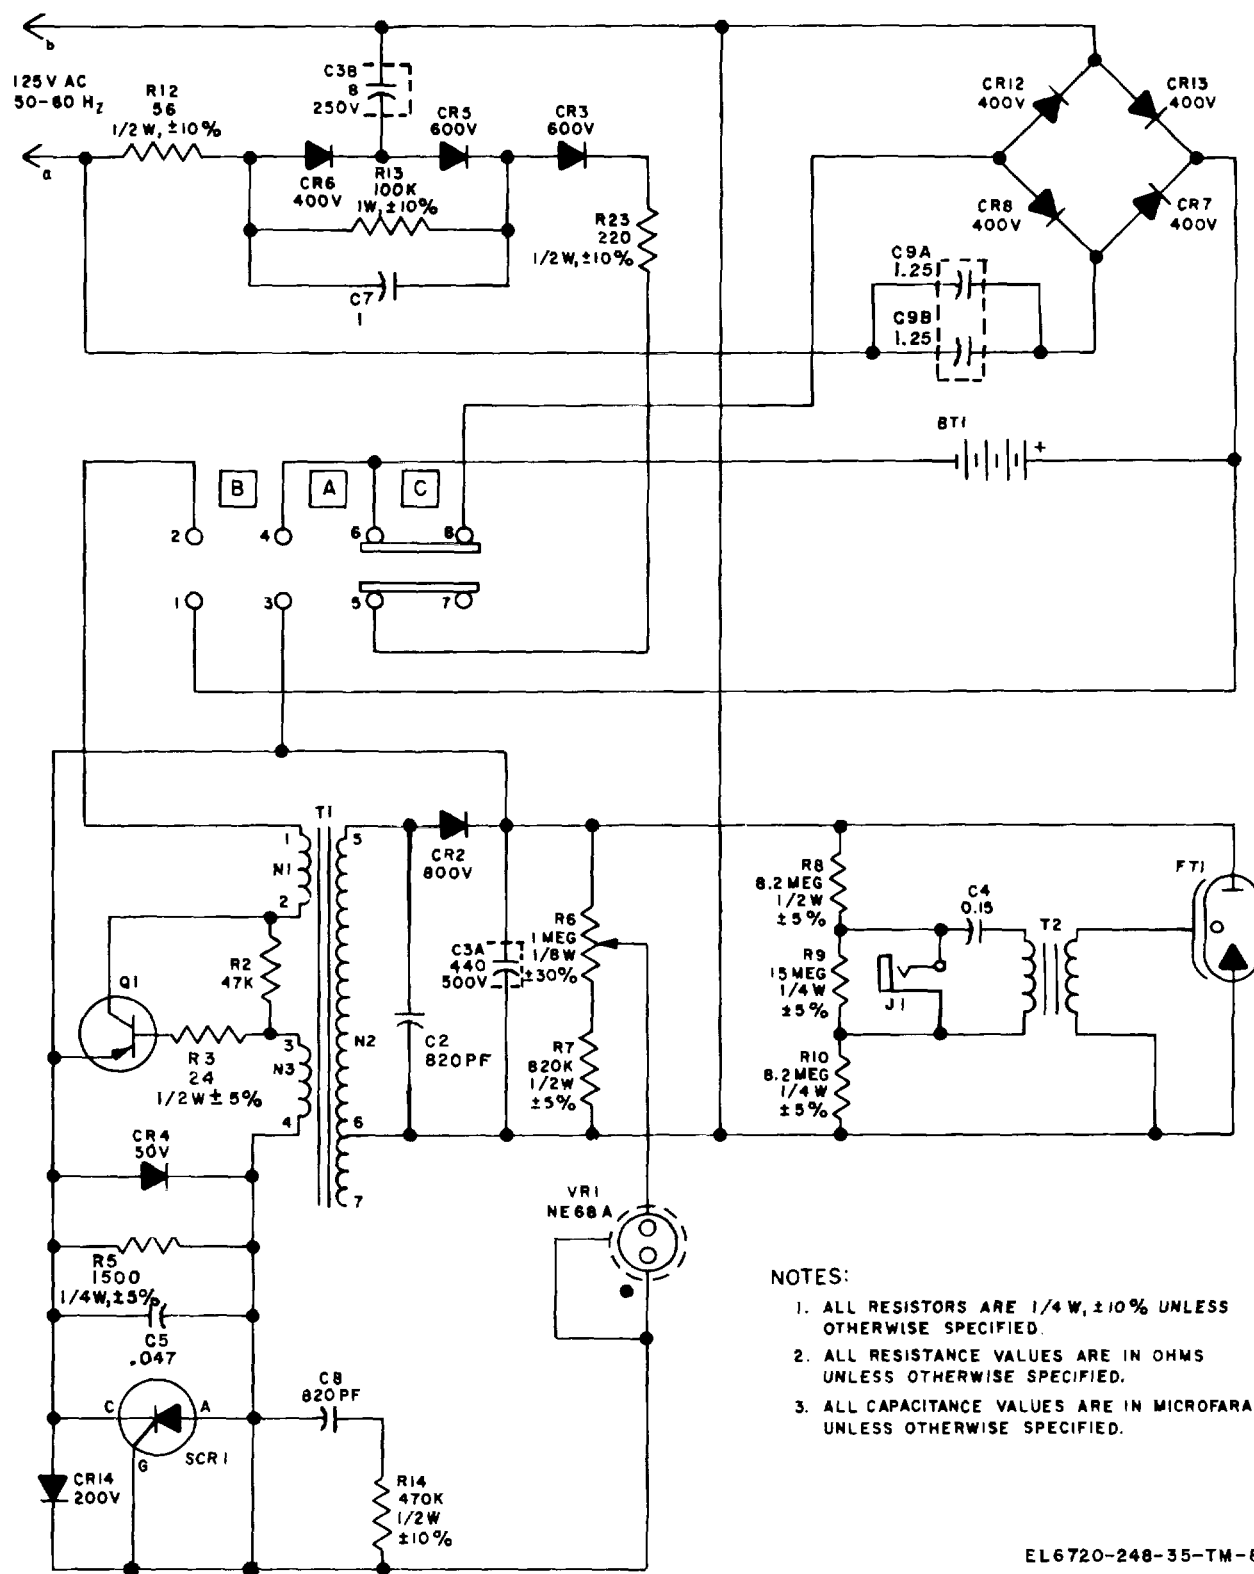 b
125V AC
50-60 Hz
a
R12
56
1/2W, ±10%
C3B
8
250V
CR6
400V
CR5
600V
R13
100K
1W, ±10%
C7
1
CR3
600V
R23
220
1/2W, ±10%
CR12
400V
CR13
400V
CR8
400V
CR7
400V
C9A
1.25
C9B
1.25
BT1
+
B
A
C
2
4
6
8
1
3
5
7
T1
1
N1
2
3
N3
4
5
N2
6
7
R2
47K
Q1
R3
24
1/2W ±5%
CR2
800V
C2
820PF
C3A
440
500V
R6
1 MEG
1/8W
±30%
R7
820K
1/2W
±5%
R8
8.2 MEG
1/2W
±5%
R9
15 MEG
1/4W
±5%
R10
8.2 MEG
1/4W
±5%
J1
C4
0.15
T2
FT1
CR4
50V
R5
1500
1/4W, ±5%
C5
.047
C
A
G
SCR1
CR14
200V
C8
820PF
R14
470K
1/2W
±10%
VR1
NE68A
NOTES:
1. ALL RESISTORS ARE 1/4 W, ±10% UNLESS
OTHERWISE SPECIFIED.
2. ALL RESISTANCE VALUES ARE IN OHMS
UNLESS OTHERWISE SPECIFIED.
3. ALL CAPACITANCE VALUES ARE IN MICROFARA
UNLESS OTHERWISE SPECIFIED.
EL6720-248-35-TM-